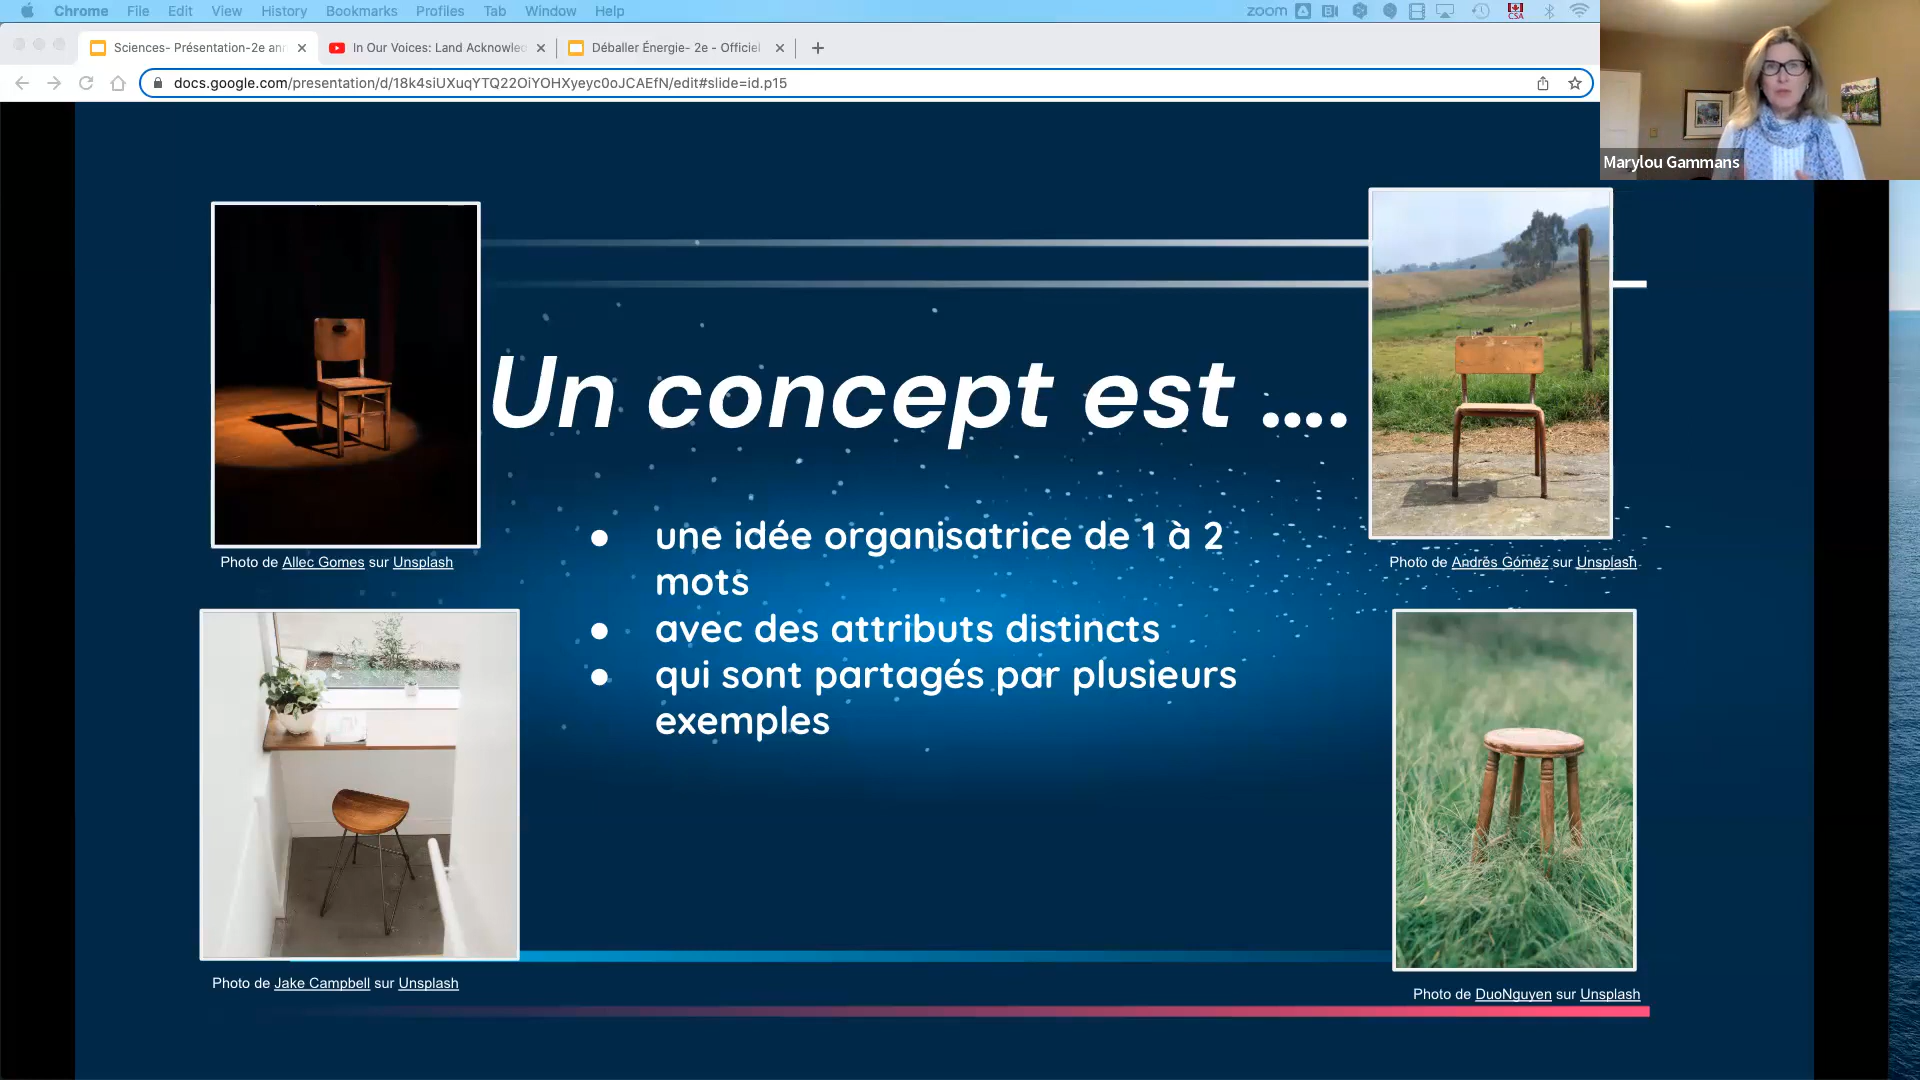 Chrome File Edit View History Bookmarks Profiles Tab Window Help zoom CSA
Sciences- Présentation-2e ann In Our Voices: Land Acknowle Déballer Énergie- 2e - Officiel
docs.google.com/presentation/d/18k4siUXuqYTQ22OiYOHXyeyc0oJCAEfN/edit#slide=id.p15
Marylou Gammans
Un concept est ....
● une idée organisatrice de 1 à 2
mots
● avec des attributs distincts
● qui sont partagés par plusieurs
exemples
Photo de Allec Gomes sur Unsplash
Photo de Andrés Gómez sur Unsplash
Photo de Jake Campbell sur Unsplash
Photo de DuoNguyen sur Unsplash